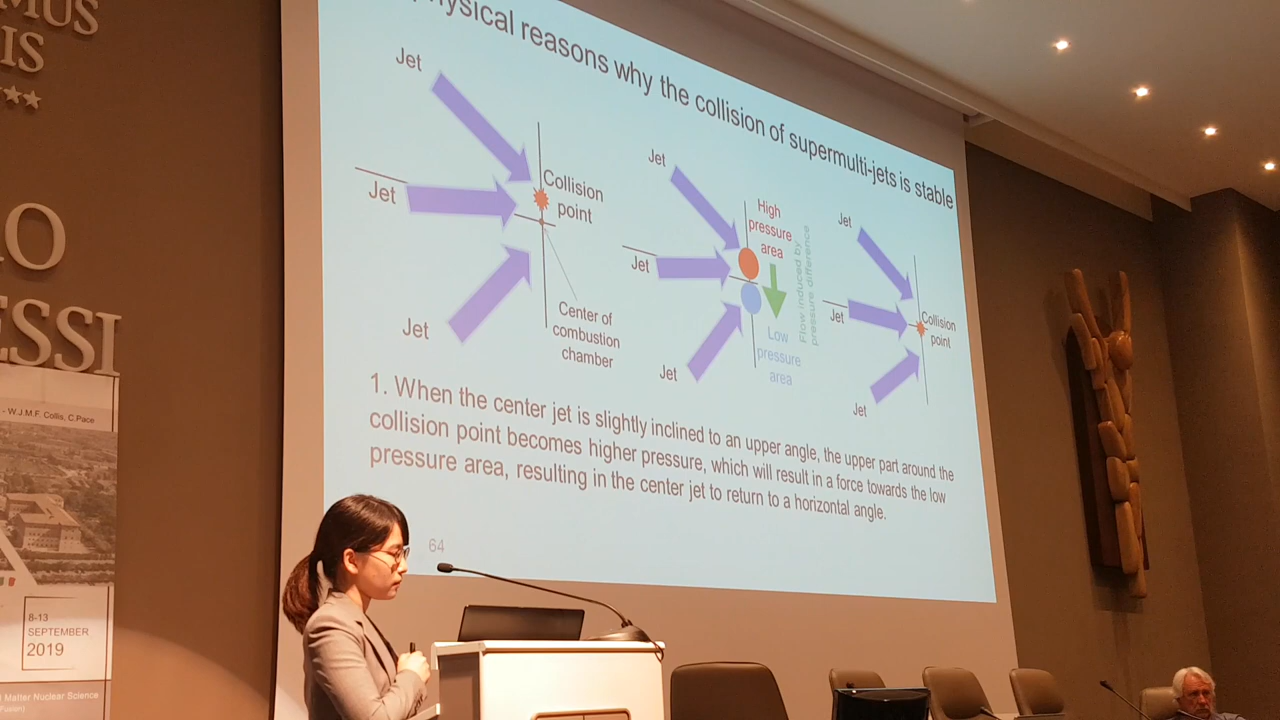 MUS
IS
O
ESSI
- W.J.M.F. Collis, C.Pace
8-13
SEPTEMBER
2019
Matter Nuclear Science
Fusion)
physical reasons why the collision of supermulti-jets is stable
Jet
Jet
Jet
Collision
point
Center of
combustion
chamber
Jet
Jet
Jet
High
pressure
area
Flow induced by
pressure difference
Low
pressure
area
Jet
Jet
Jet
Collision
point
1. When the center jet is slightly inclined to an upper angle, the upper part around the
collision point becomes higher pressure, which will result in a force towards the low
pressure area, resulting in the center jet to return to a horizontal angle.
64